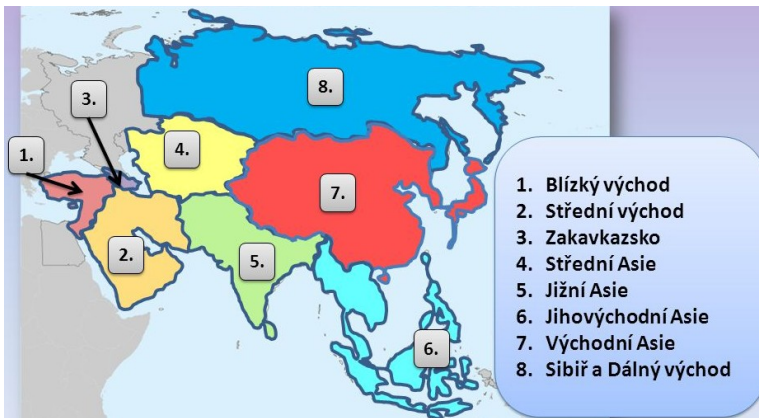 8.
3.
1.
4.
7.
2.
5.
6.
1. Blízký východ
2. Střední východ
3. Zakavkazsko
4. Střední Asie
5. Jižní Asie
6. Jihovýchodní Asie
7. Východní Asie
8. Sibiř a Dálný východ